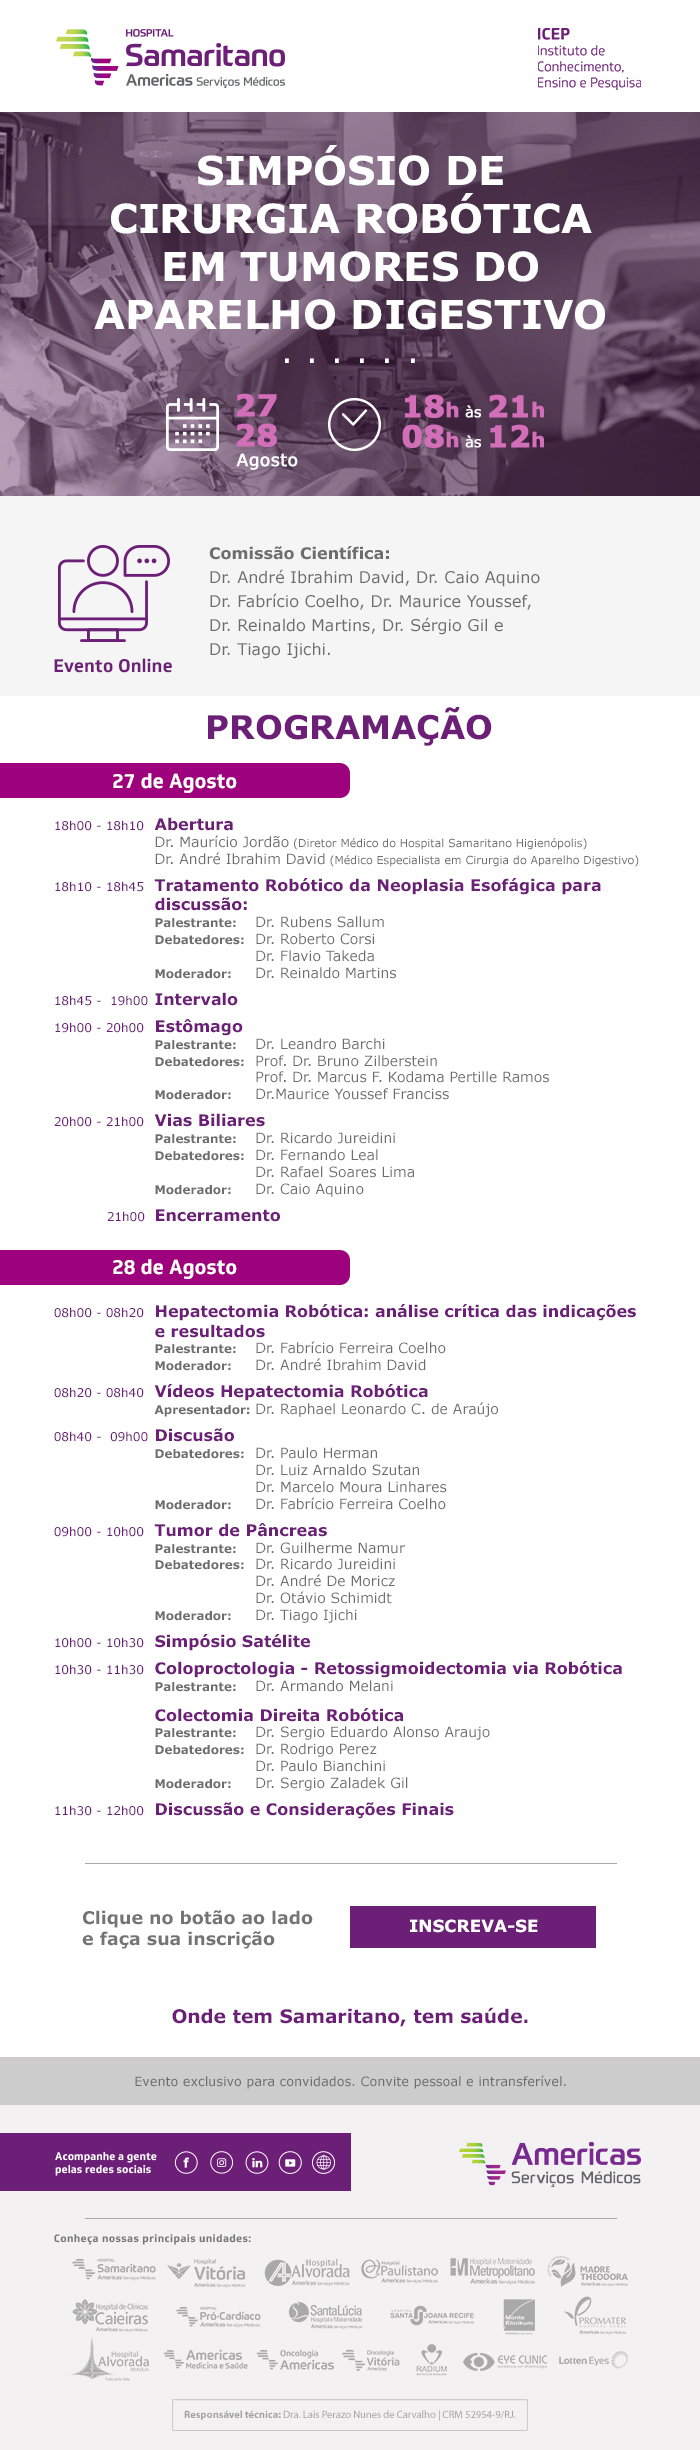 HOSPITAL
Samaritano
Americas Serviços Médicos
ICEP
Instituto de
Conhecimento,
Ensino e Pesquisa
SIMPÓSIO DE
CIRURGIA ROBÓTICA
EM TUMORES DO
APARELHO DIGESTIVO
27
28
Agosto
18h às 21h
08h às 12h
Evento Online
Comissão Científica:
Dr. André Ibrahim David, Dr. Caio Aquino
Dr. Fabrício Coelho, Dr. Maurice Youssef,
Dr. Reinaldo Martins, Dr. Sérgio Gil e
Dr. Tiago Ijichi.
PROGRAMAÇÃO
27 de Agosto
18h00 - 18h10 Abertura
Dr. Maurício Jordão (Diretor Médico do Hospital Samaritano Higienópolis)
Dr. André Ibrahim David (Médico Especialista em Cirurgia do Aparelho Digestivo)
18h10 - 18h45 Tratamento Robótico da Neoplasia Esofágica para
discussão:
Palestrante: Dr. Rubens Sallum
Debatedores: Dr. Roberto Corsi
Dr. Flavio Takeda
Moderador: Dr. Reinaldo Martins
18h45 - 19h00 Intervalo
19h00 - 20h00 Estômago
Palestrante: Dr. Leandro Barchi
Debatedores: Prof. Dr. Bruno Zilberstein
Prof. Dr. Marcus F. Kodama Pertille Ramos
Moderador: Dr.Maurice Youssef Franciss
20h00 - 21h00 Vias Biliares
Palestrante: Dr. Ricardo Jureidini
Debatedores: Dr. Fernando Leal
Dr. Rafael Soares Lima
Moderador: Dr. Caio Aquino
21h00 Encerramento
28 de Agosto
08h00 - 08h20 Hepatectomia Robótica: análise crítica das indicações
e resultados
Palestrante: Dr. Fabrício Ferreira Coelho
Moderador: Dr. André Ibrahim David
08h20 - 08h40 Vídeos Hepatectomia Robótica
Apresentador: Dr. Raphael Leonardo C. de Araújo
08h40 - 09h00 Discusão
Debatedores: Dr. Paulo Herman
Dr. Luiz Arnaldo Szutan
Dr. Marcelo Moura Linhares
Moderador: Dr. Fabrício Ferreira Coelho
09h00 - 10h00 Tumor de Pâncreas
Palestrante: Dr. Guilherme Namur
Debatedores: Dr. Ricardo Jureidini
Dr. André De Moricz
Dr. Otávio Schimidt
Moderador: Dr. Tiago Ijichi
10h00 - 10h30 Simpósio Satélite
10h30 - 11h30 Coloproctologia - Retossigmoidectomia via Robótica
Palestrante: Dr. Armando Melani
Colectomia Direita Robótica
Palestrante: Dr. Sergio Eduardo Alonso Araujo
Debatedores: Dr. Rodrigo Perez
Dr. Paulo Bianchini
Moderador: Dr. Sergio Zaladek Gil
11h30 - 12h00 Discussão e Considerações Finais
Clique no botão ao lado
e faça sua inscrição
INSCREVA-SE
Onde tem Samaritano, tem saúde.
Evento exclusivo para convidados. Convite pessoal e intransferível.
Acompanhe a gente
pelas redes sociais
Americas
Serviços Médicos
Conheça nossas principais unidades:
Samaritano
Hospital Vitória
Hospital Alvorada
Hospital Paulistano
Hospital e Maternidade Metropolitano
MADRE THEODORA
Hospital de Clínicas Caieiras
Pró-Cardíaco
SantaLúcia
SANTA JOANA RECIFE
Monte Klinikum
PROMATER
Hospital Alvorada BRASÍLIA
Americas Medicina e Saúde
Oncologia Americas
Oncologia Vitória Americas
RADIUM
EYE CLINIC
Lotten Eyes
Responsável técnica: Dra. Lais Perazo Nunes de Carvalho | CRM 52954-9/RJ.